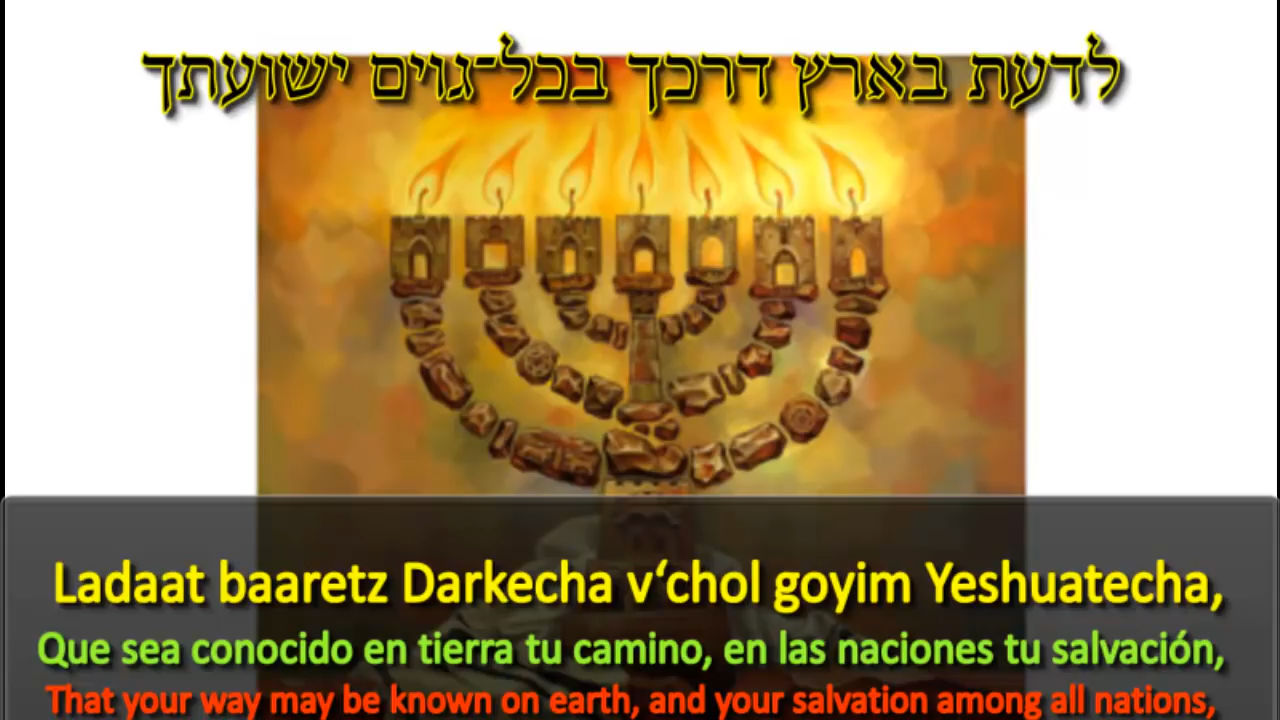 לדעת בארץ דרכך בכל־גוים ישועתך
Ladaat baaretz Darkecha v‘chol goyim Yeshuatecha,
Que sea conocido en tierra tu camino, en las naciones tu salvación,
That your way may be known on earth, and your salvation among all nations,